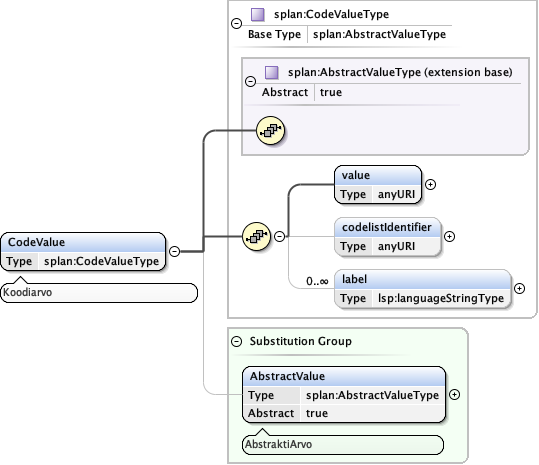 splan:CodeValueType
Base Type splan:AbstractValueType
splan:AbstractValueType (extension base)
Abstract true
value
Type anyURI
CodeValue
Type splan:CodeValueType
Koodiarvo
codelistIdentifier
Type anyURI
0..∞
label
Type lsp:languageStringType
Substitution Group
AbstractValue
Type splan:AbstractValueType
Abstract true
AbstraktiArvo